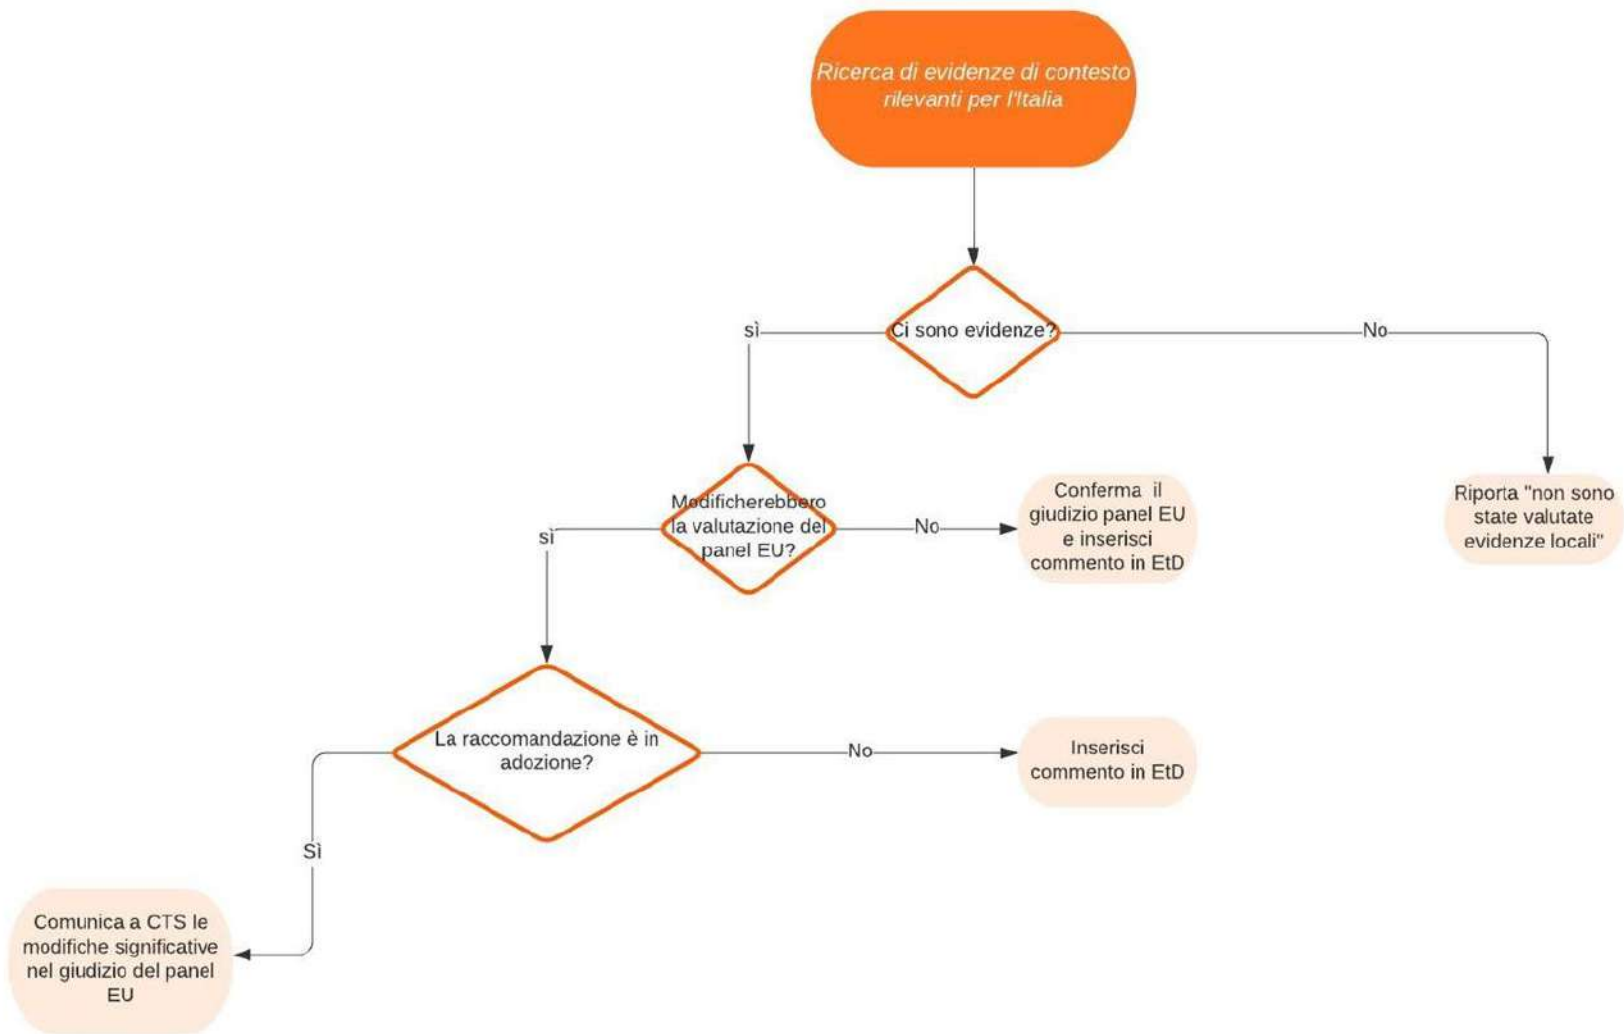 Ricerca di evidenze di contesto
rilevanti per l'Italia
Ci sono evidenze?
sì
No
Modificherebbero
la valutazione del
panel EU?
sì
No
Conferma il
giudizio panel EU
e inserisci
commento in EtD
Riporta "non sono
state valutate
evidenze locali"
La raccomandazione è in
adozione?
No
Inserisci
commento in EtD
Sì
Comunica a CTS le
modifiche significative
nel giudizio del panel
EU